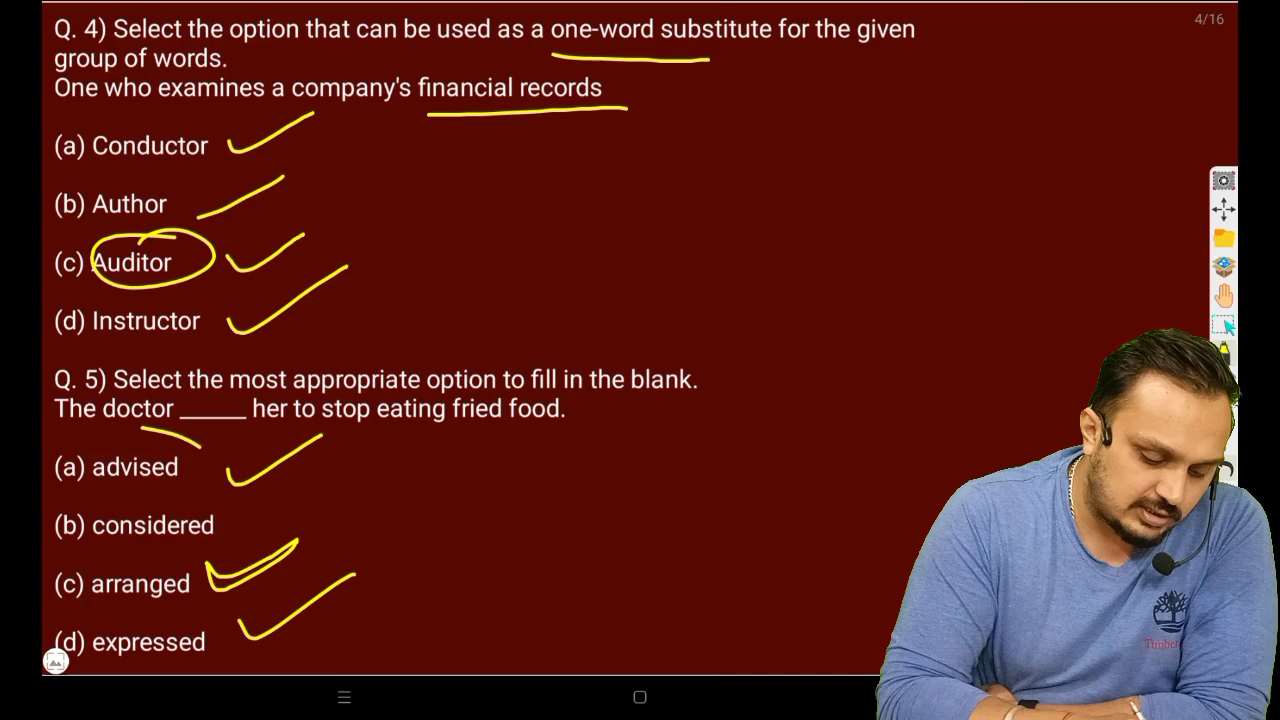 4/16
Q. 4) Select the option that can be used as a one-word substitute for the given
group of words.
One who examines a company's financial records
(a) Conductor
(b) Author
(c) Auditor
(d) Instructor
Q. 5) Select the most appropriate option to fill in the blank.
The doctor ______ her to stop eating fried food.
(a) advised
(b) considered
(c) arranged
(d) expressed
Timber